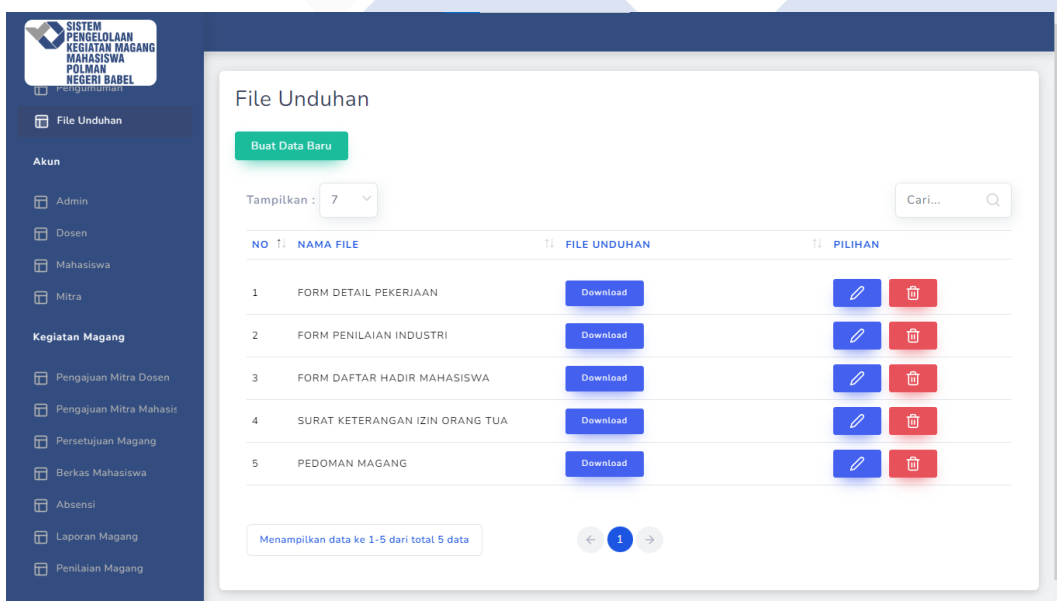 SISTEM
PENGELOLAAN
KEGIATAN MAGANG
MAHASISWA
POLMAN
NEGERI BABEL
Pengumuman
File Unduhan
Akun
Admin
Dosen
Mahasiswa
Mitra
Kegiatan Magang
Pengajuan Mitra Dosen
Pengajuan Mitra Mahasis
Persetujuan Magang
Berkas Mahasiswa
Absensi
Laporan Magang
Penilaian Magang
File Unduhan
Buat Data Baru
Tampilkan : 7
Cari...
NO NAMA FILE FILE UNDUHAN PILIHAN
1 FORM DETAIL PEKERJAAN Download
2 FORM PENILAIAN INDUSTRI Download
3 FORM DAFTAR HADIR MAHASISWA Download
4 SURAT KETERANGAN IZIN ORANG TUA Download
5 PEDOMAN MAGANG Download
Menampilkan data ke 1-5 dari total 5 data
1